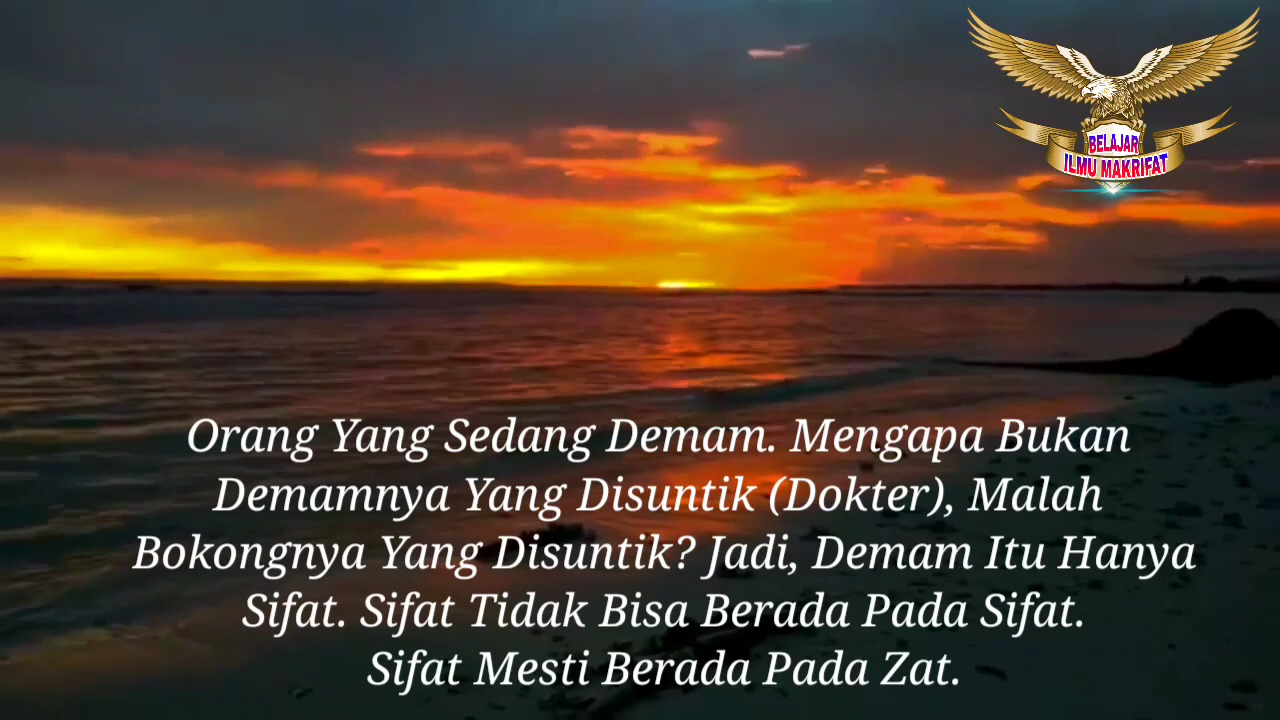 BELAJAR
ILMU MAKRIFAT
Orang Yang Sedang Demam. Mengapa Bukan
Demamnya Yang Disuntik (Dokter), Malah
Bokongnya Yang Disuntik? Jadi, Demam Itu Hanya
Sifat. Sifat Tidak Bisa Berada Pada Sifat.
Sifat Mesti Berada Pada Zat.